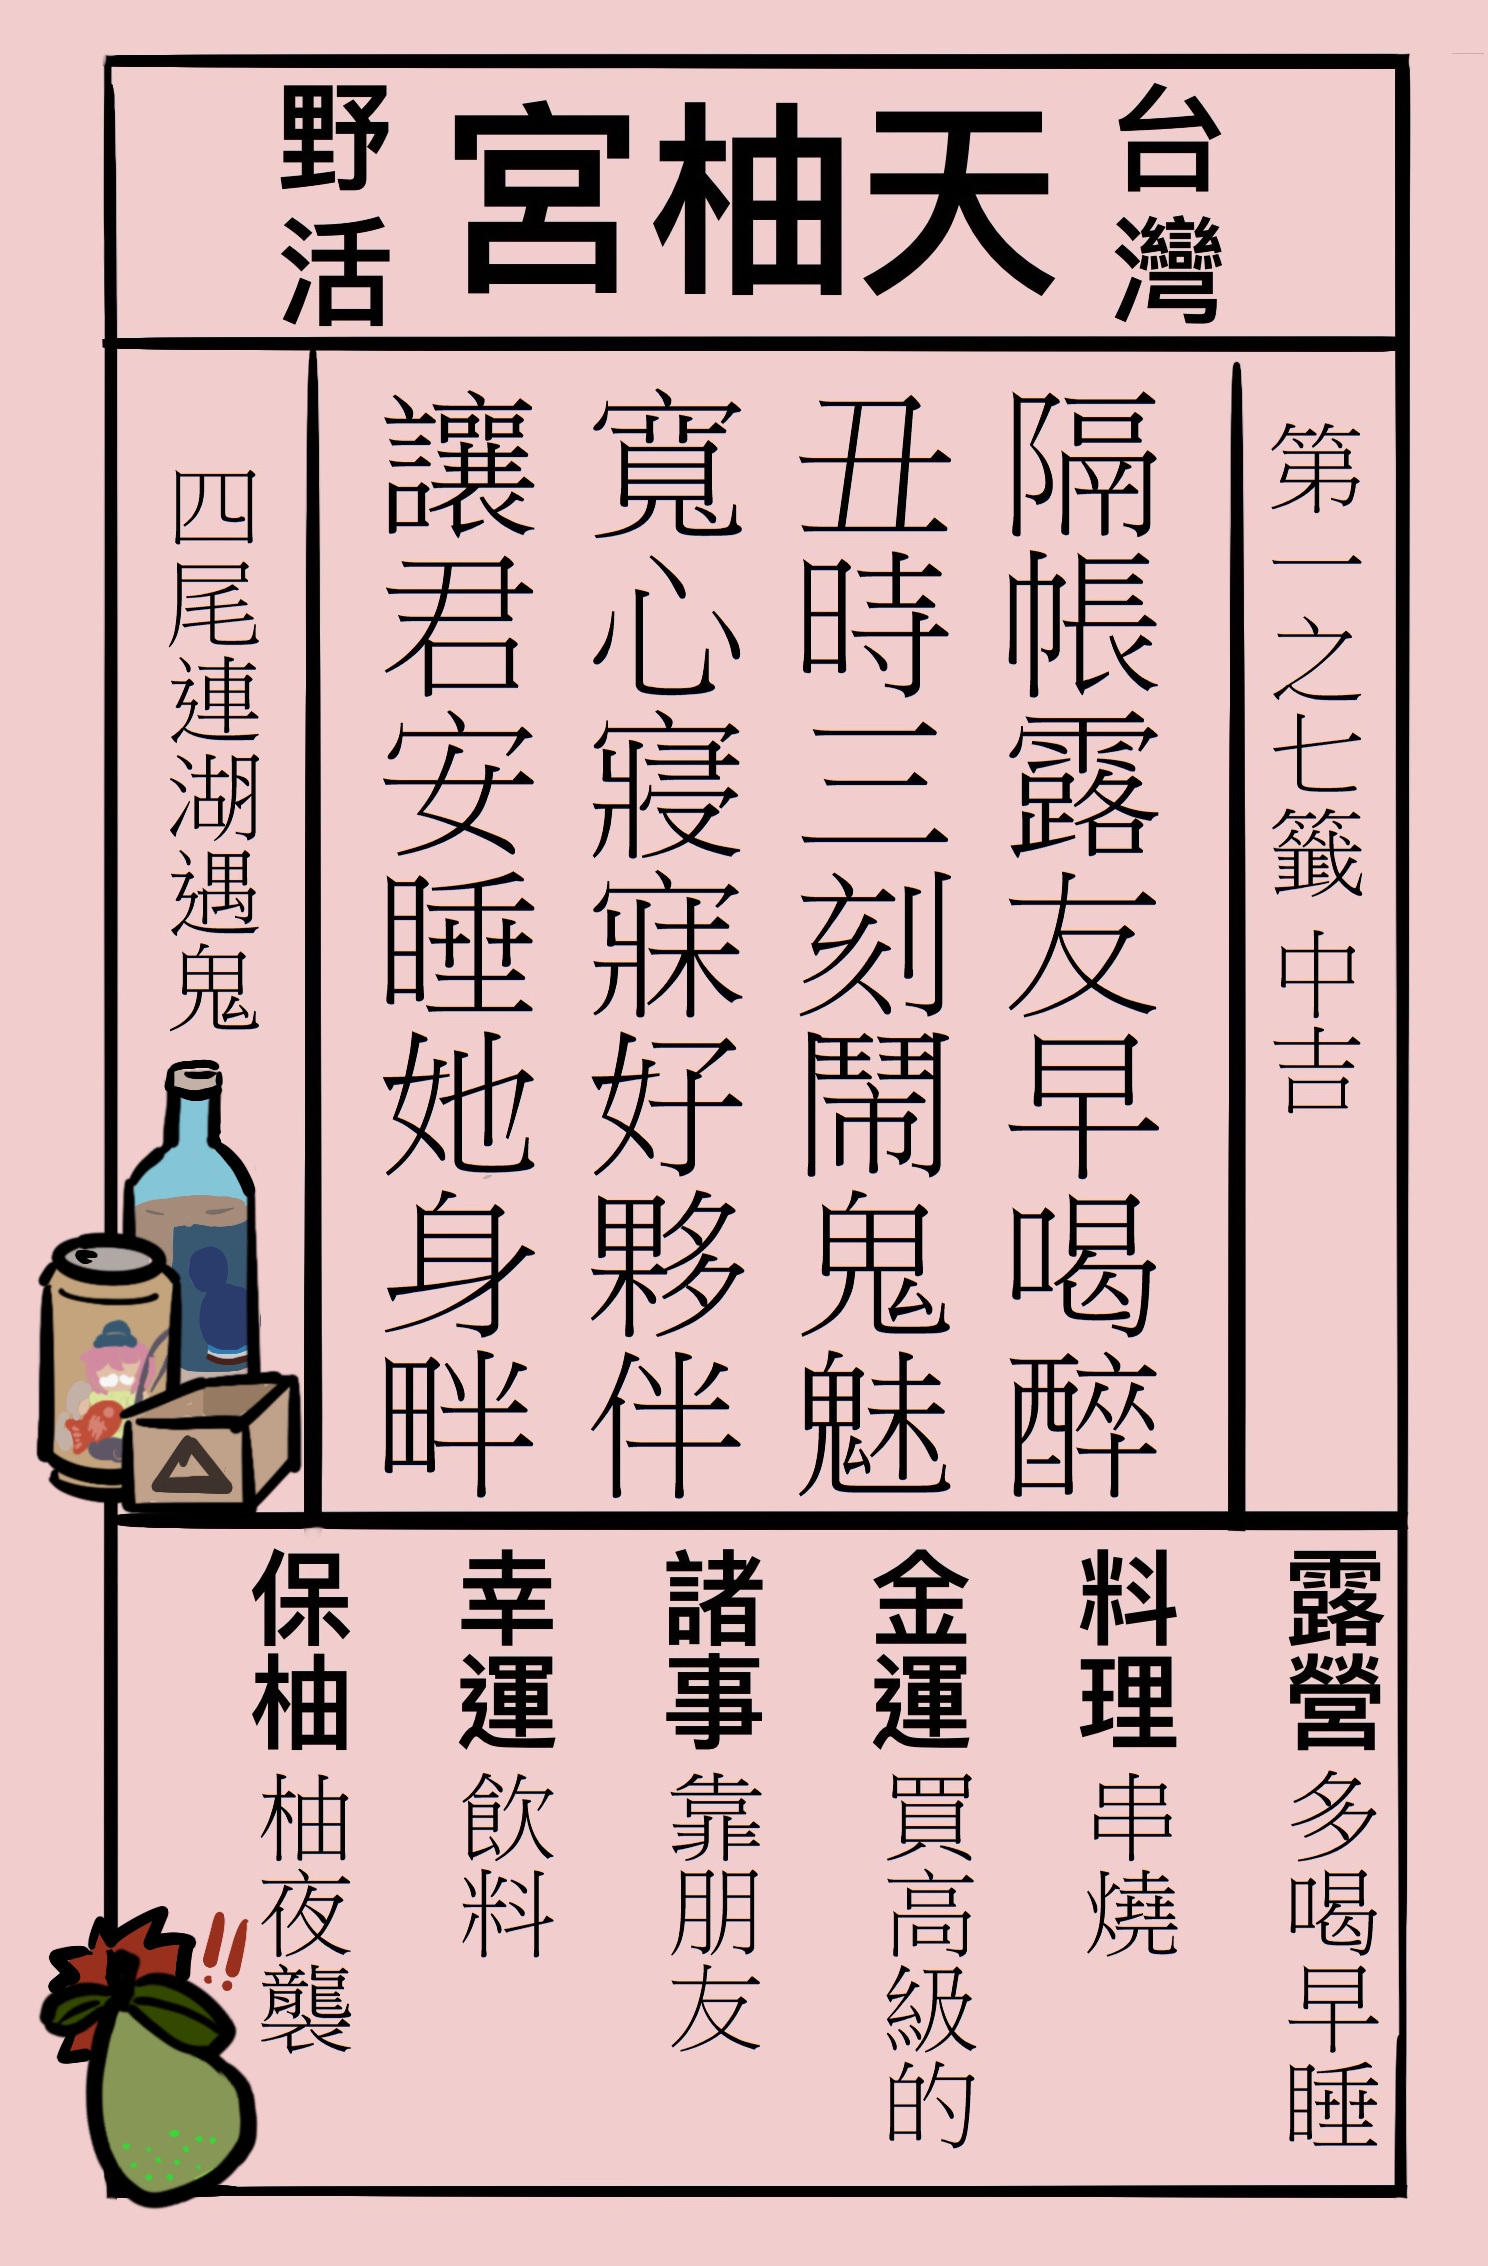 台灣
天柚宮
野活
第一之七籤 中吉
隔帳露友早喝醉
丑時三刻鬧鬼魅
寬心寢寐好夥伴
讓君安睡她身畔
四尾連湖遇鬼
露營 多喝早睡
料理 串燒
金運 買高級的
諸事 靠朋友
幸運 飲料
保柚 柚夜襲